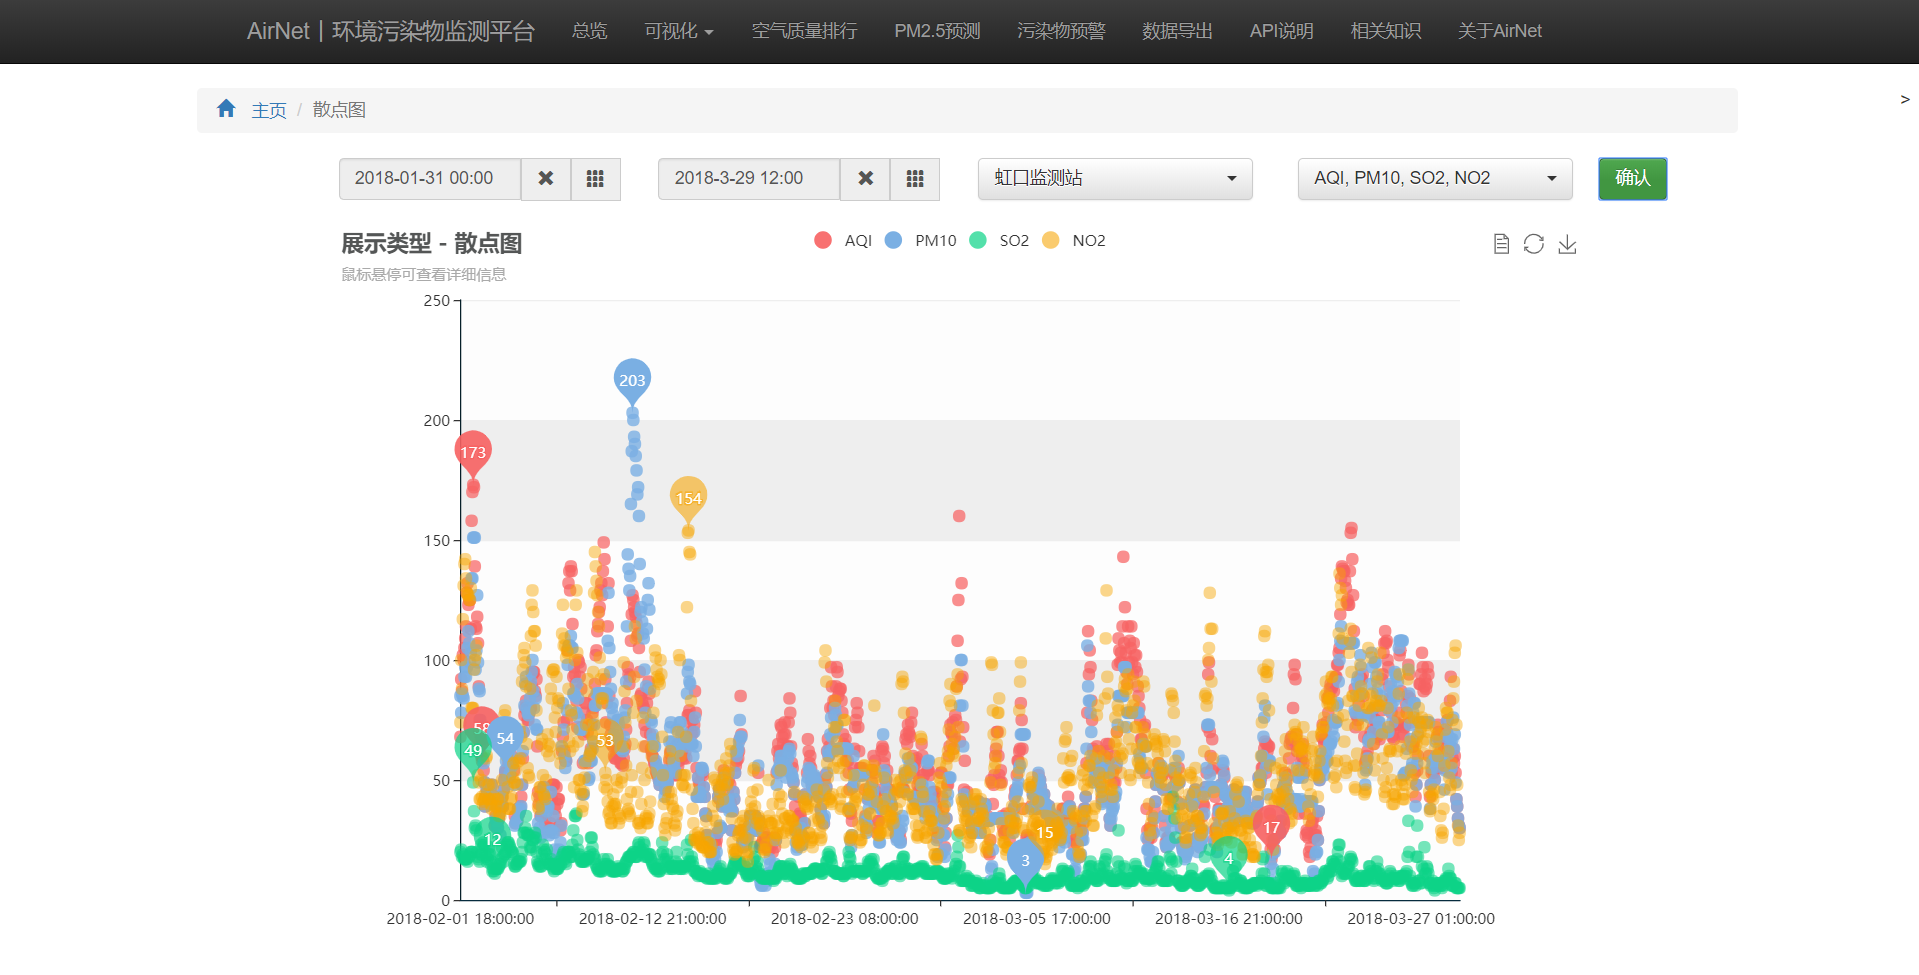 AirNet | 环境污染物监测平台 总览 可视化 空气质量排行 PM2.5预测 污染物预警 数据导出 API说明 相关知识 关于AirNet
主页 / 散点图
>
2018-01-31 00:00 2018-3-29 12:00 虹口监测站 AQI, PM10, SO2, NO2 确认
展示类型 - 散点图
AQI PM10 SO2 NO2
鼠标悬停可查看详细信息
250
203
200
173
154
150
100
58
49 54 53
50
12 15 17
3 4
0
2018-02-01 18:00:00 2018-02-12 21:00:00 2018-02-23 08:00:00 2018-03-05 17:00:00 2018-03-16 21:00:00 2018-03-27 01:00:00